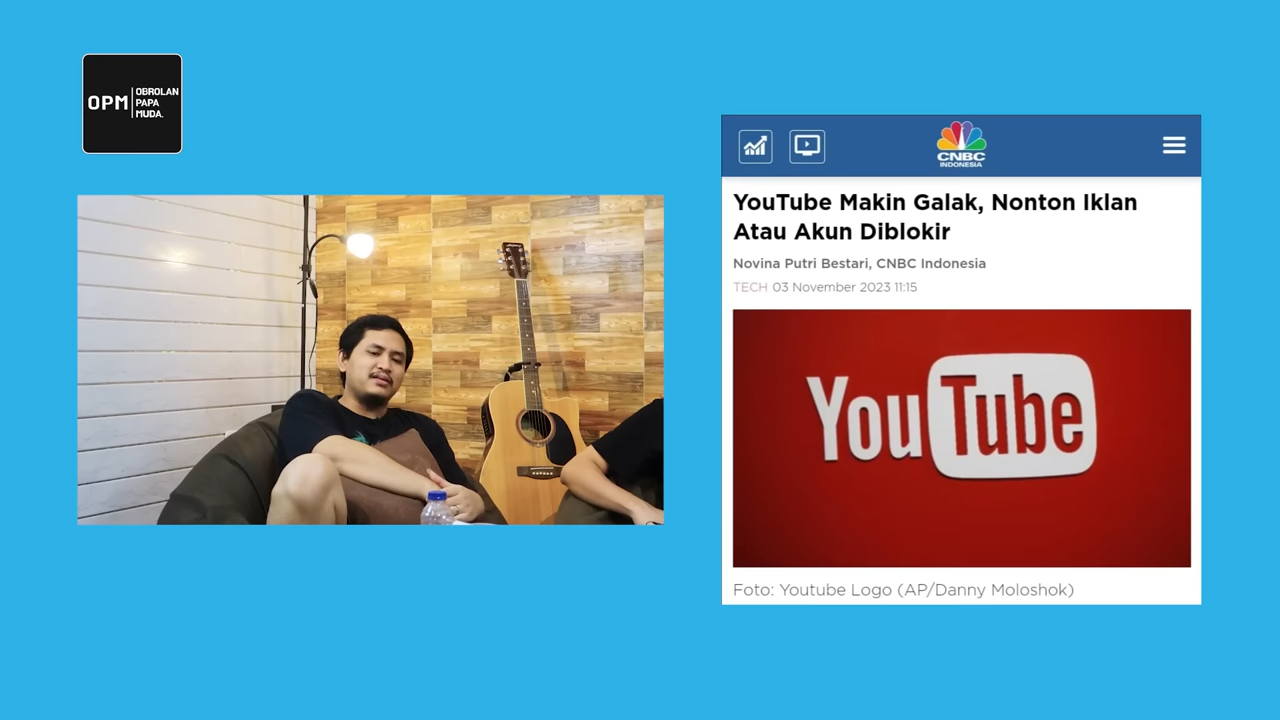 OPM
OBROLAN
PAPA
MUDA.
CNBC
INDONESIA
YouTube Makin Galak, Nonton Iklan
Atau Akun Diblokir
Novina Putri Bestari, CNBC Indonesia
TECH 03 November 2023 11:15
YouTube
Foto: Youtube Logo (AP/Danny Moloshok)